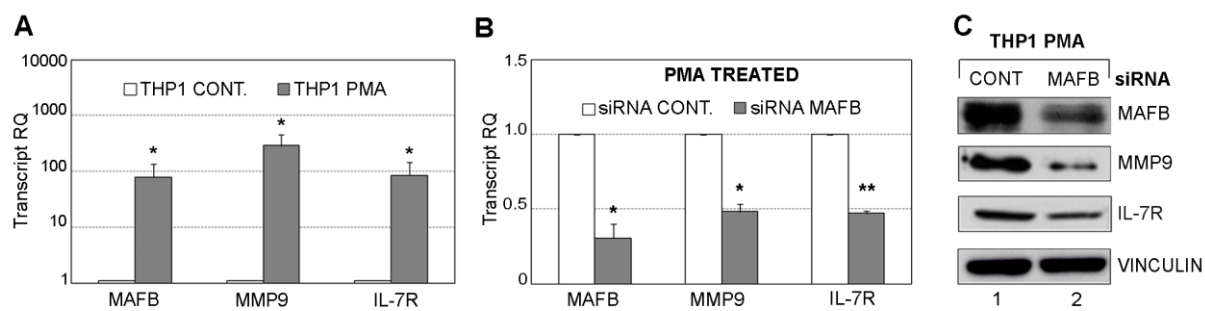 A
Transcript RQ
10000
1000
100
10
1
THP1 CONT. THP1 PMA
*
*
*
MAFB MMP9 IL-7R
B
Transcript RQ
1.5
1.0
0.5
0
PMA TREATED
siRNA CONT. siRNA MAFB
*
*
**
MAFB MMP9 IL-7R
C
THP1 PMA
CONT MAFB siRNA
MAFB
MMP9
IL-7R
VINCULIN
1 2